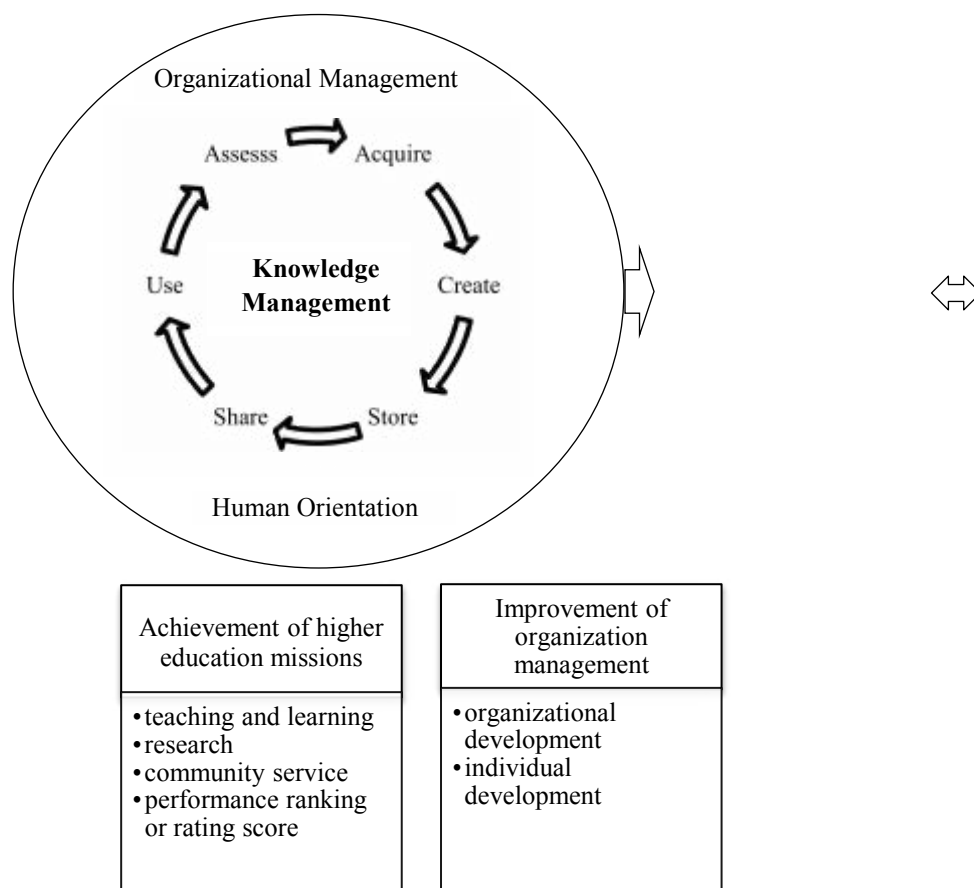 Organizational Management
Assesss
Acquire
Knowledge
Management
Use
Create
Share
Store
Human Orientation
Achievement of higher
education missions
•teaching and learning
•research
•community service
•performance ranking
or rating score
Improvement of
organization
management
•organizational
development
•individual
development